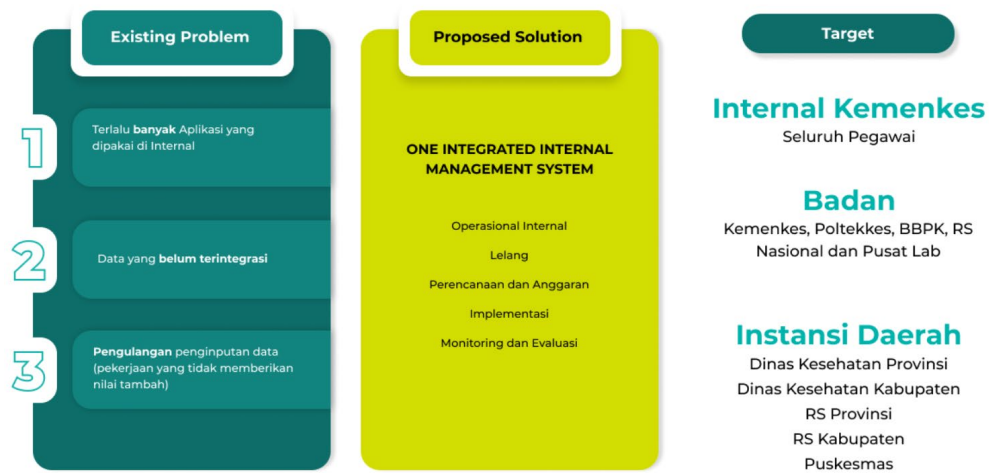 Existing Problem
1
Terlalu banyak Aplikasi yang
dipakai di Internal
2
Data yang belum terintegrasi
3
Pengulangan penginputan data
(pekerjaan yang tidak memberikan
nilai tambah)
Proposed Solution
ONE INTEGRATED INTERNAL
MANAGEMENT SYSTEM
Operasional Internal
Lelang
Perencanaan dan Anggaran
Implementasi
Monitoring dan Evaluasi
Target
Internal Kemenkes
Seluruh Pegawai
Badan
Kemenkes, Poltekkes, BBPK, RS
Nasional dan Pusat Lab
Instansi Daerah
Dinas Kesehatan Provinsi
Dinas Kesehatan Kabupaten
RS Provinsi
RS Kabupaten
Puskesmas